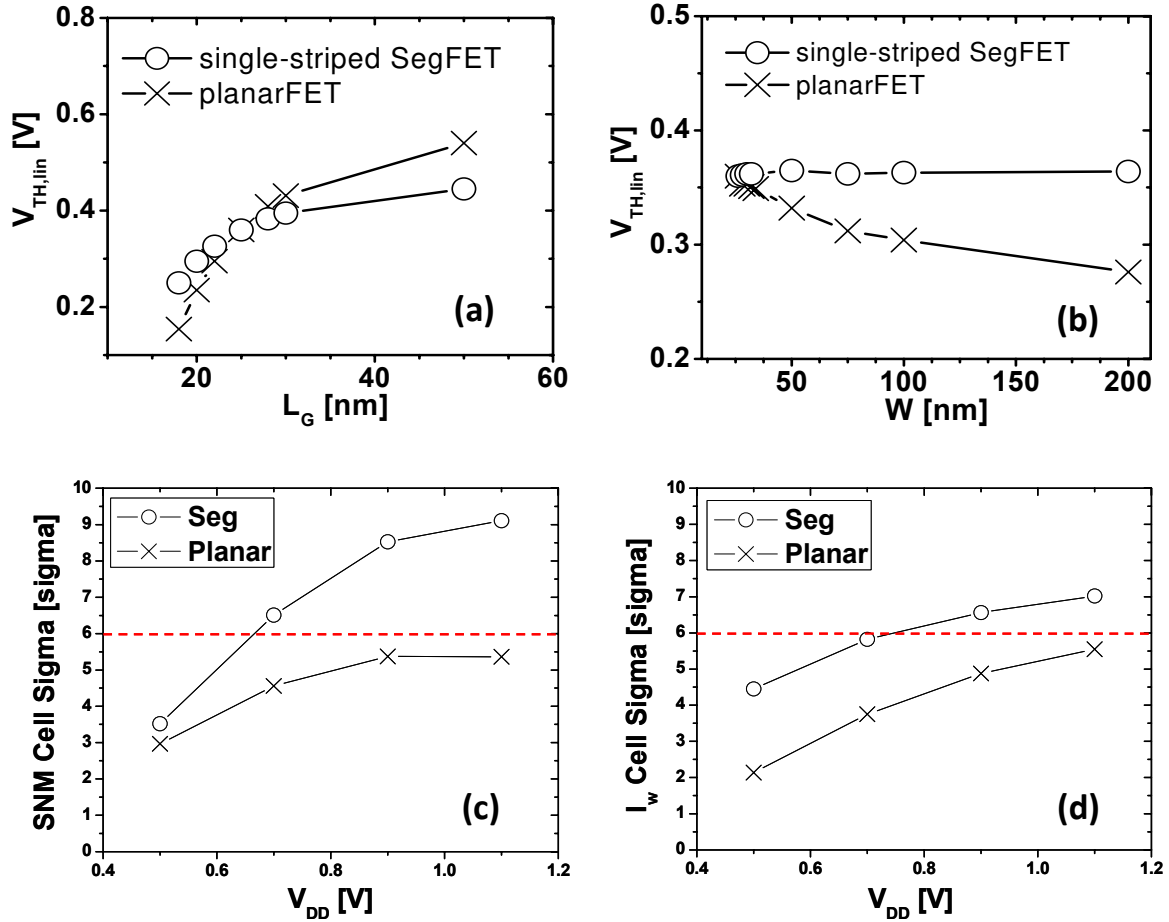 0.8
0.6
0.4
0.2
V_TH,lin [V]
single-striped SegFET
planarFET
(a)
20 40 60
L_G [nm]
0.5
0.4
0.3
0.2
V_TH,lin [V]
single-striped SegFET
planarFET
(b)
50 100 150 200
W [nm]
10
9
8
7
6
5
4
3
2
1
0
SNM Cell Sigma [sigma]
Seg
Planar
(c)
0.4 0.6 0.8 1.0 1.2
V_DD [V]
10
9
8
7
6
5
4
3
2
1
0
I_w Cell Sigma [sigma]
Seg
Planar
(d)
0.4 0.6 0.8 1.0 1.2
V_DD [V]